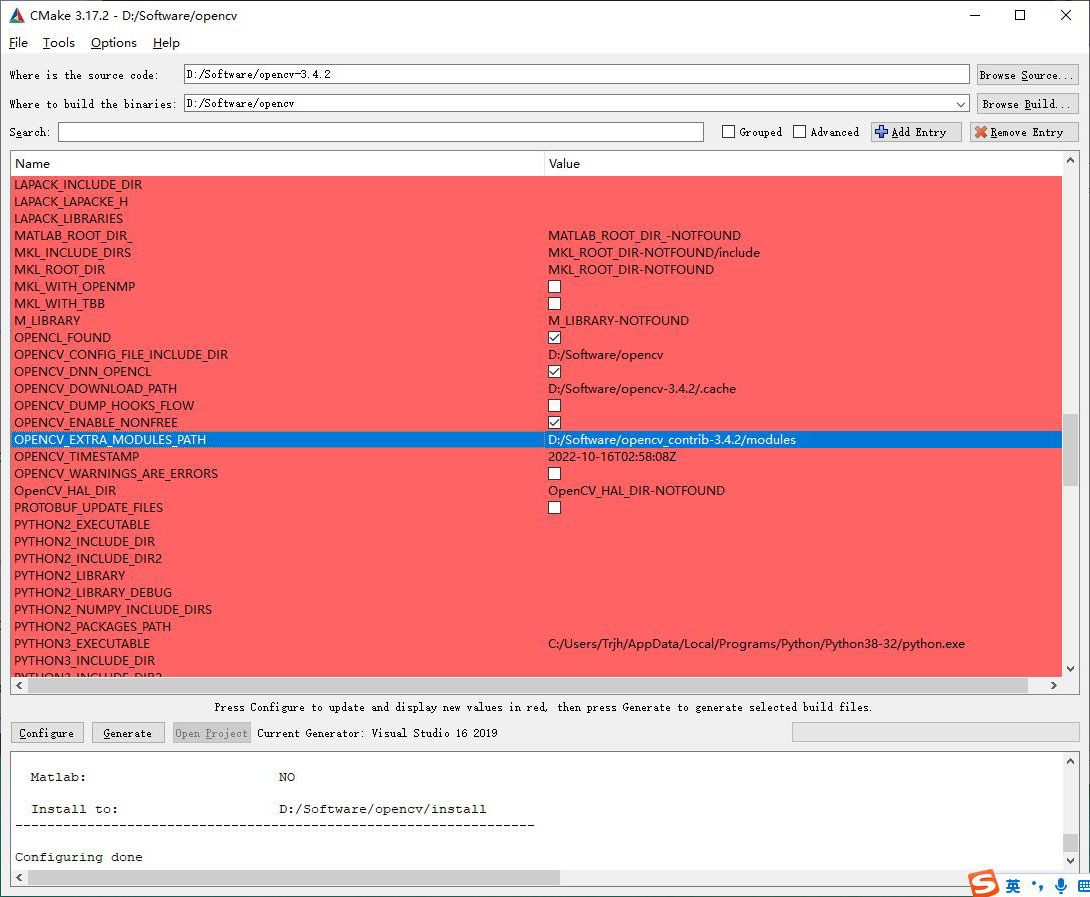 CMake 3.17.2 - D:/Software/opencv
File Tools Options Help
Where is the source code: D:/Software/opencv-3.4.2 Browse Source...
Where to build the binaries: D:/Software/opencv Browse Build...
Search: Grouped Advanced Add Entry Remove Entry
Name Value
LAPACK_INCLUDE_DIR
LAPACK_LAPACKE_H
LAPACK_LIBRARIES
MATLAB_ROOT_DIR_ MATLAB_ROOT_DIR_-NOTFOUND
MKL_INCLUDE_DIRS MKL_ROOT_DIR-NOTFOUND/include
MKL_ROOT_DIR MKL_ROOT_DIR-NOTFOUND
MKL_WITH_OPENMP
MKL_WITH_TBB
M_LIBRARY M_LIBRARY-NOTFOUND
OPENCL_FOUND
OPENCV_CONFIG_FILE_INCLUDE_DIR D:/Software/opencv
OPENCV_DNN_OPENCL
OPENCV_DOWNLOAD_PATH D:/Software/opencv-3.4.2/.cache
OPENCV_DUMP_HOOKS_FLOW
OPENCV_ENABLE_NONFREE
OPENCV_EXTRA_MODULES_PATH D:/Software/opencv_contrib-3.4.2/modules
OPENCV_TIMESTAMP 2022-10-16T02:58:08Z
OPENCV_WARNINGS_ARE_ERRORS
OpenCV_HAL_DIR OpenCV_HAL_DIR-NOTFOUND
PROTOBUF_UPDATE_FILES
PYTHON2_EXECUTABLE
PYTHON2_INCLUDE_DIR
PYTHON2_INCLUDE_DIR2
PYTHON2_LIBRARY
PYTHON2_LIBRARY_DEBUG
PYTHON2_NUMPY_INCLUDE_DIRS
PYTHON2_PACKAGES_PATH
PYTHON3_EXECUTABLE C:/Users/Trjh/AppData/Local/Programs/Python/Python38-32/python.exe
PYTHON3_INCLUDE_DIR
PYTHON3_INCLUDE_DIR2
Press Configure to update and display new values in red, then press Generate to generate selected build files.
Configure Generate Open Project Current Generator: Visual Studio 16 2019
Matlab: NO
Install to: D:/Software/opencv/install
-----------------------------------------------------------------
Configuring done
S 英